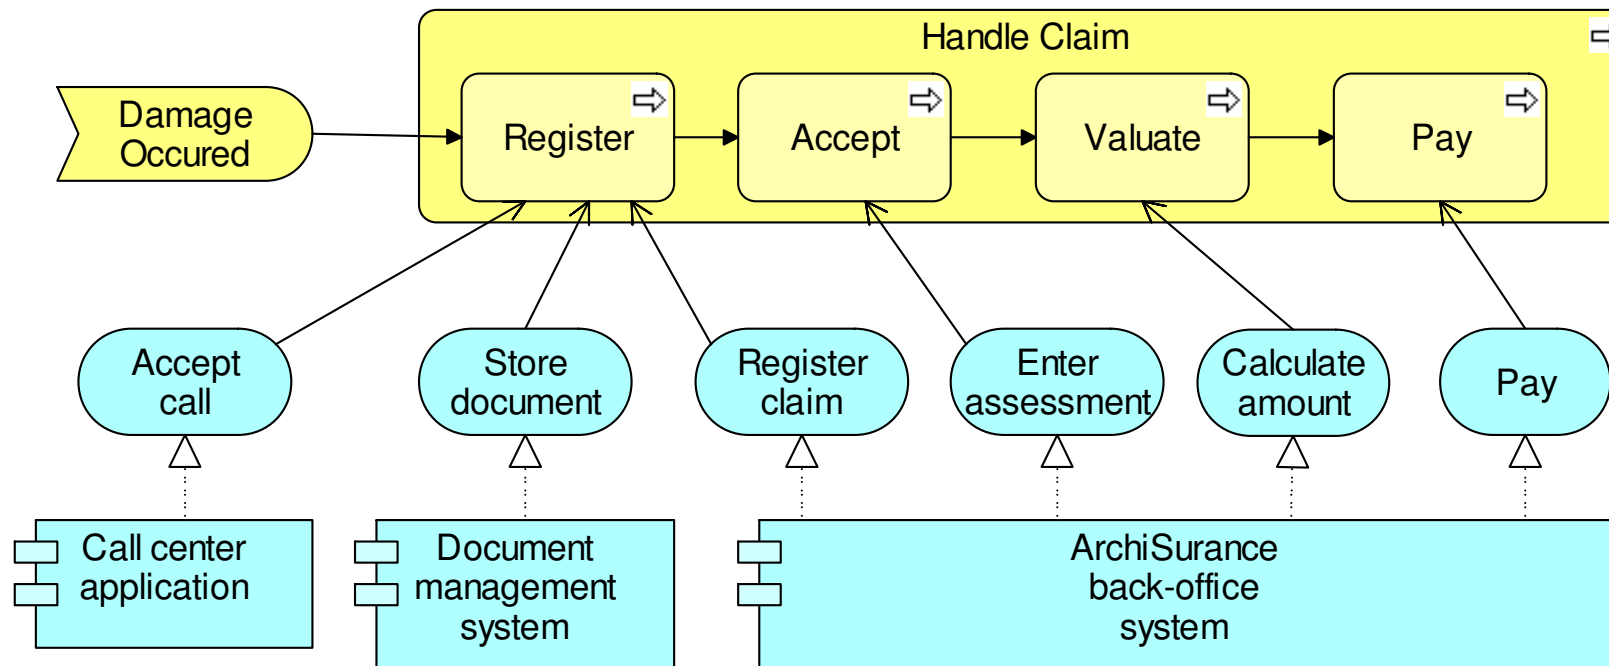 Handle Claim
Damage
Occured
Register
Accept
Valuate
Pay
Accept
call
Store
document
Register
claim
Enter
assessment
Calculate
amount
Pay
Call center
application
Document
management
system
ArchiSurance
back-office
system